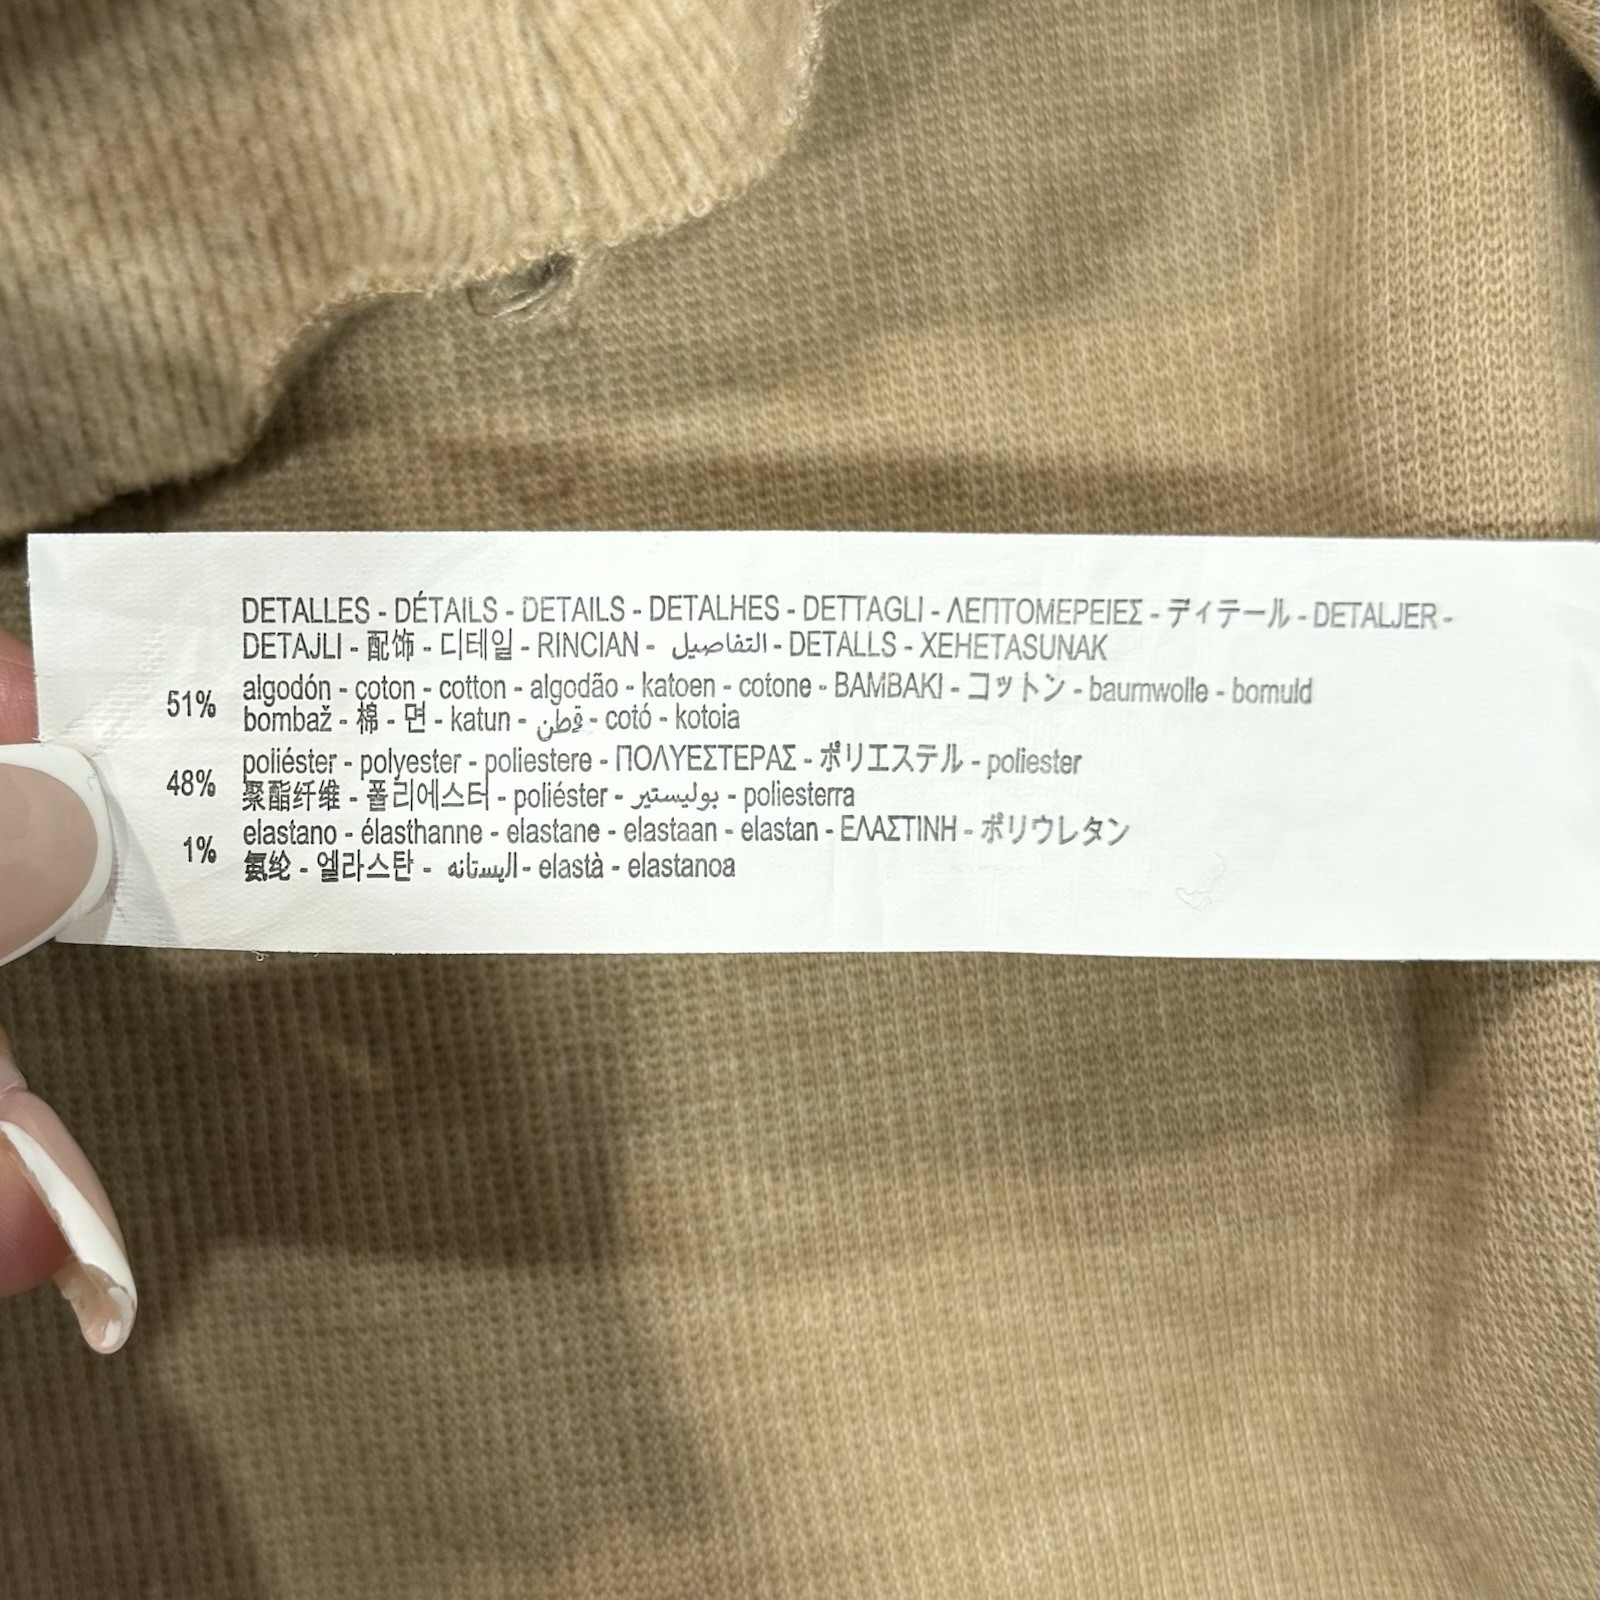 DETALLES - DÉTAILS - DETAILS - DETALHES - DETTAGLI - ΛΕΠΤΟΜΕΡΕΙΕΣ - ディテール - DETALJER -
DETAJLI - 配饰 - 디테일 - RINCIAN - التفاصيل - DETALLS - XEHETASUNAK
51% algodón - coton - cotton - algodão - katoen - cotone - BAMBAKI - コットン - baumwolle - bomuld
bombaž - 棉 - 면 - katun - قطن - cotó - kotoia
48% poliéster - polyester - poliestere - ΠΟΛΥΕΣΤΕΡΑΣ - ポリエステル - poliester
聚酯纤维 - 폴리에스터 - poliéster - بوليستير - poliesterra
1% elastano - élasthanne - elastane - elastaan - elastan - ΕΛΑΣΤΙΝΗ - ポリウレタン
氨纶 - 엘라스탄 - اليستانه - elastà - elastanoa